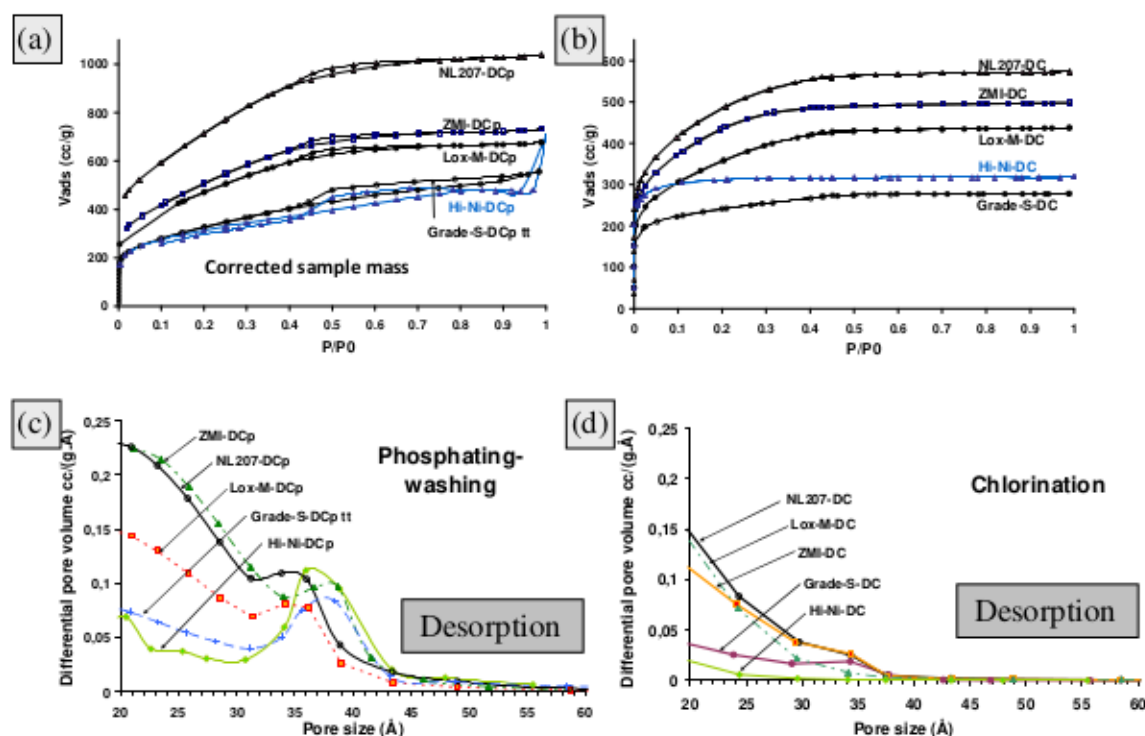 (a)
1000
800
600
400
200
0
Vads (cc/g)
NL207-DCp
ZMI-DCp
Lox-M-DCp
Hi-Ni-DCp
Grade-S-DCp tt
Corrected sample mass
0 0.1 0.2 0.3 0.4 0.5 0.6 0.7 0.8 0.9 1
P/P0
(b)
600
500
400
300
200
100
0
Vads (cc/g)
NL207-DC
ZMI-DC
Lox-M-DC
Hi-Ni-DC
Grade-S-DC
0 0.1 0.2 0.3 0.4 0.5 0.6 0.7 0.8 0.9 1
P/P0
(c)
0,25
0,2
0,15
0,1
0,05
0
Differential pore volume cc/(g.Å)
ZMI-DCp
NL207-DCp
Lox-M-DCp
Grade-S-DCp tt
Hi-Ni-DCp
Phosphating-
washing
Desorption
20 25 30 35 40 45 50 55 60
Pore size (Å)
(d)
0,25
0,2
0,15
0,1
0,05
0
Differential pore volume cc/(g.Å)
NL207-DC
Lox-M-DC
ZMI-DC
Grade-S-DC
Hi-Ni-DC
Chlorination
Desorption
20 25 30 35 40 45 50 55 60
Pore size (Å)